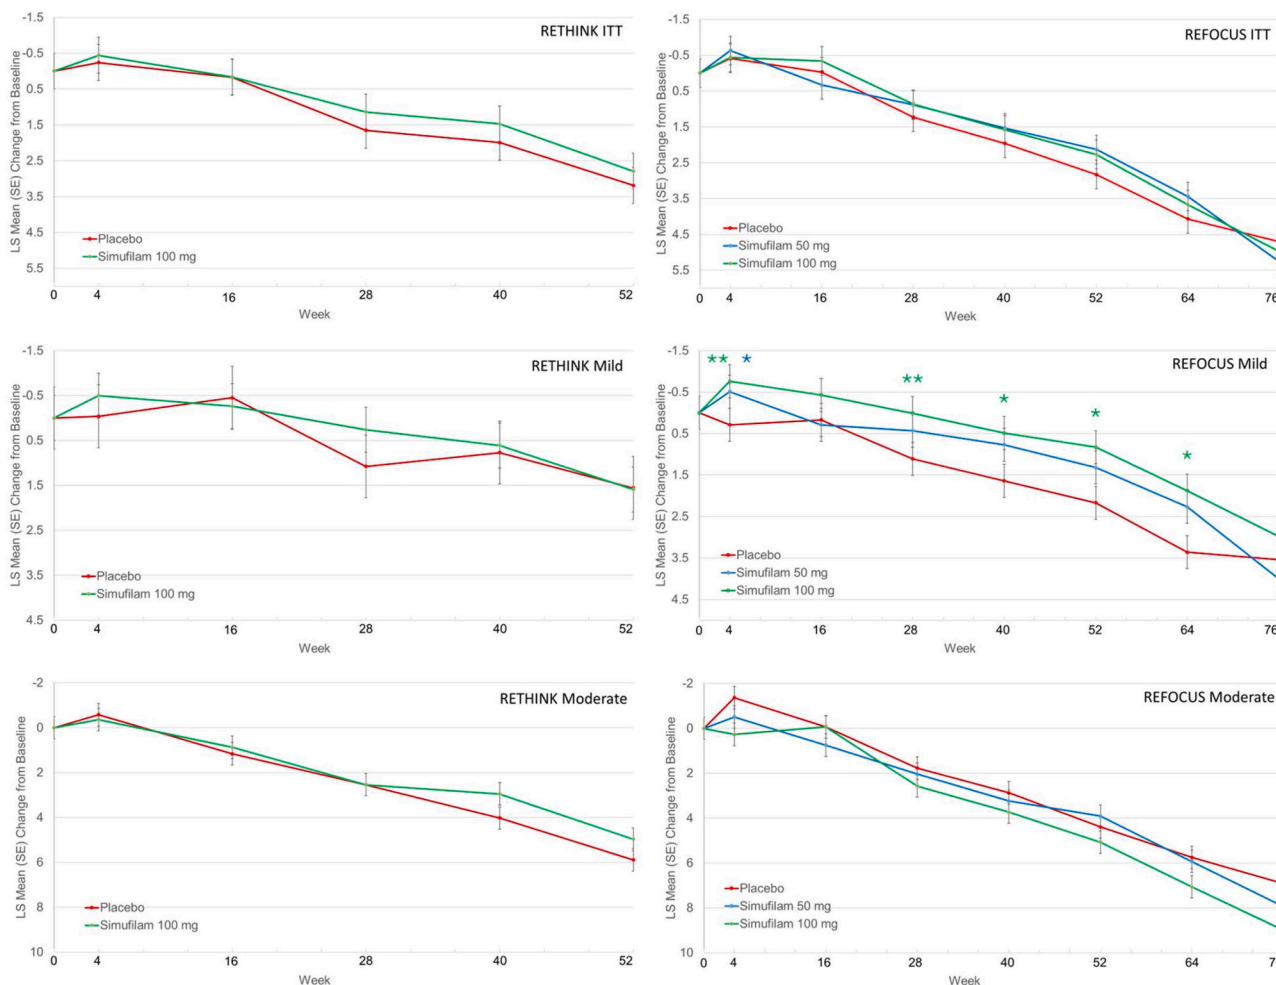 RETHINK ITT
LS Mean (SE) Change from Baseline
-1.5
-0.5
0.5
1.5
2.5
3.5
4.5
5.5
Placebo
Simufilam 100 mg
0 4 16 28 40 52
Week
REFOCUS ITT
LS Mean (SE) Change from Baseline
-1.5
-0.5
0.5
1.5
2.5
3.5
4.5
5.5
Placebo
Simufilam 50 mg
Simufilam 100 mg
0 4 16 28 40 52 64 76
Week
RETHINK Mild
LS Mean (SE) Change from Baseline
-1.5
-0.5
0.5
1.5
2.5
3.5
4.5
Placebo
Simufilam 100 mg
0 4 16 28 40 52
Week
REFOCUS Mild
LS Mean (SE) Change from Baseline
-1.5
-0.5
0.5
1.5
2.5
3.5
4.5
** * ** * * *
Placebo
Simufilam 50 mg
Simufilam 100 mg
0 4 16 28 40 52 64 76
Week
RETHINK Moderate
LS Mean (SE) Change from Baseline
-2
0
2
4
6
8
10
Placebo
Simufilam 100 mg
0 4 16 28 40 52
Week
REFOCUS Moderate
LS Mean (SE) Change from Baseline
-2
0
2
4
6
8
10
Placebo
Simufilam 50 mg
Simufilam 100 mg
0 4 16 28 40 52 64
Week